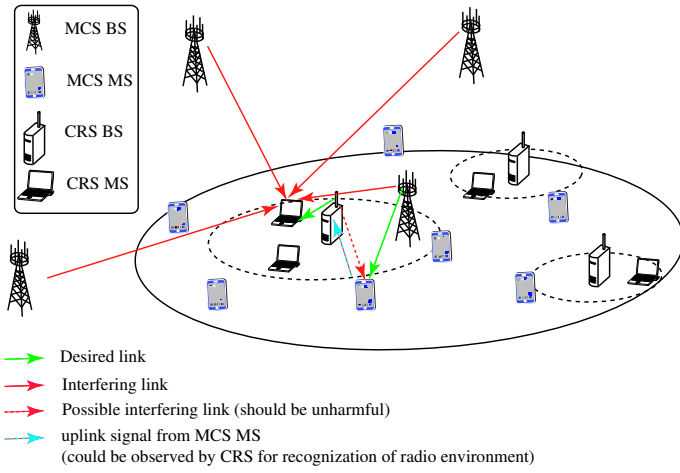 MCS BS
MCS MS
CRS BS
CRS MS
Desired link
Interfering link
Possible interfering link (should be unharmful)
uplink signal from MCS MS
(could be observed by CRS for recognization of radio environment)